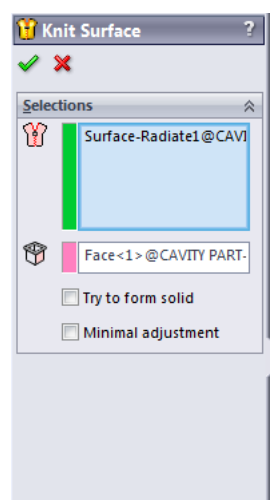 Knit Surface ?
Selections
Surface-Radiate1@CAVI
Face<1>@CAVITY PART-
Try to form solid
Minimal adjustment